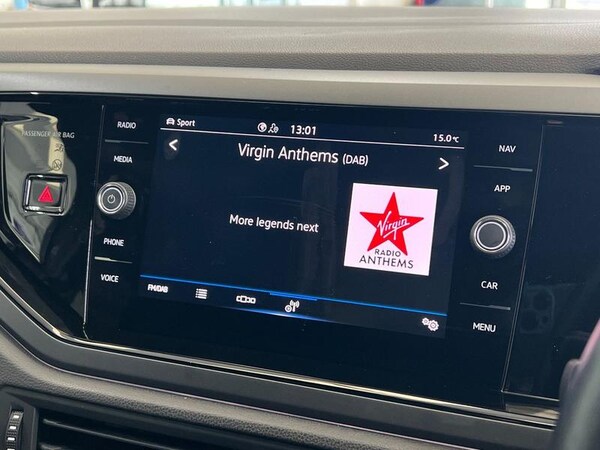 PASSENGER AIR BAG
RADIO
MEDIA
PHONE
VOICE
Sport
13:01
15.0°C
< Virgin Anthems (DAB) >
More legends next
Virgin
RADIO
ANTHEMS
FM/DAB
NAV
APP
CAR
MENU